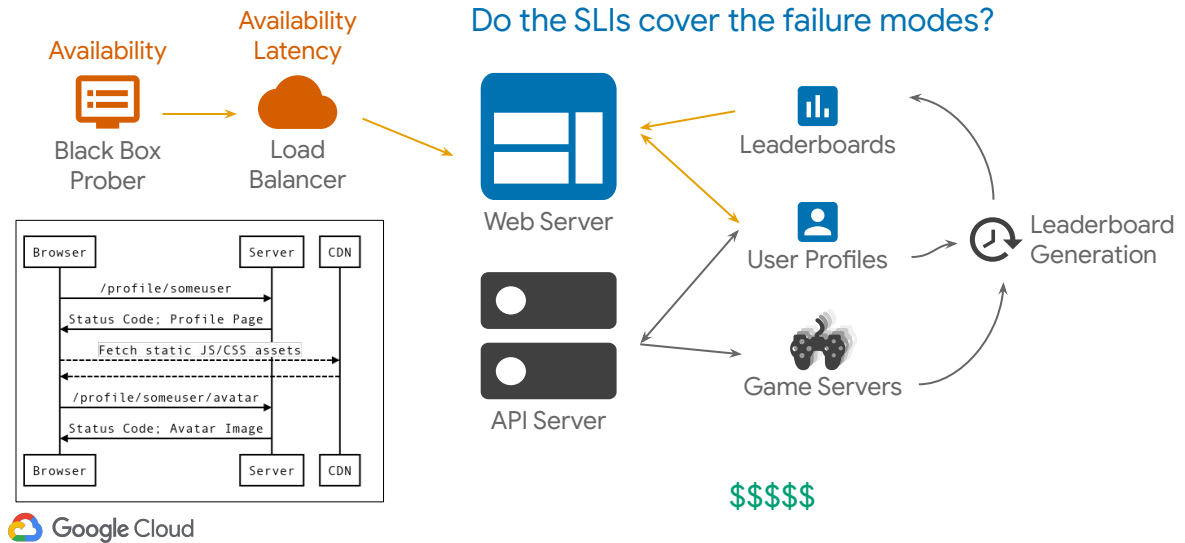 Do the SLIs cover the failure modes?
Availability
Availability
Latency
Black Box
Prober
Load
Balancer
Web Server
API Server
Leaderboards
User Profiles
Game Servers
Leaderboard
Generation
Browser
Server
CDN
/profile/someuser
Status Code; Profile Page
Fetch static JS/CSS assets
/profile/someuser/avatar
Status Code; Avatar Image
Browser
Server
CDN
$$$$$
Google Cloud